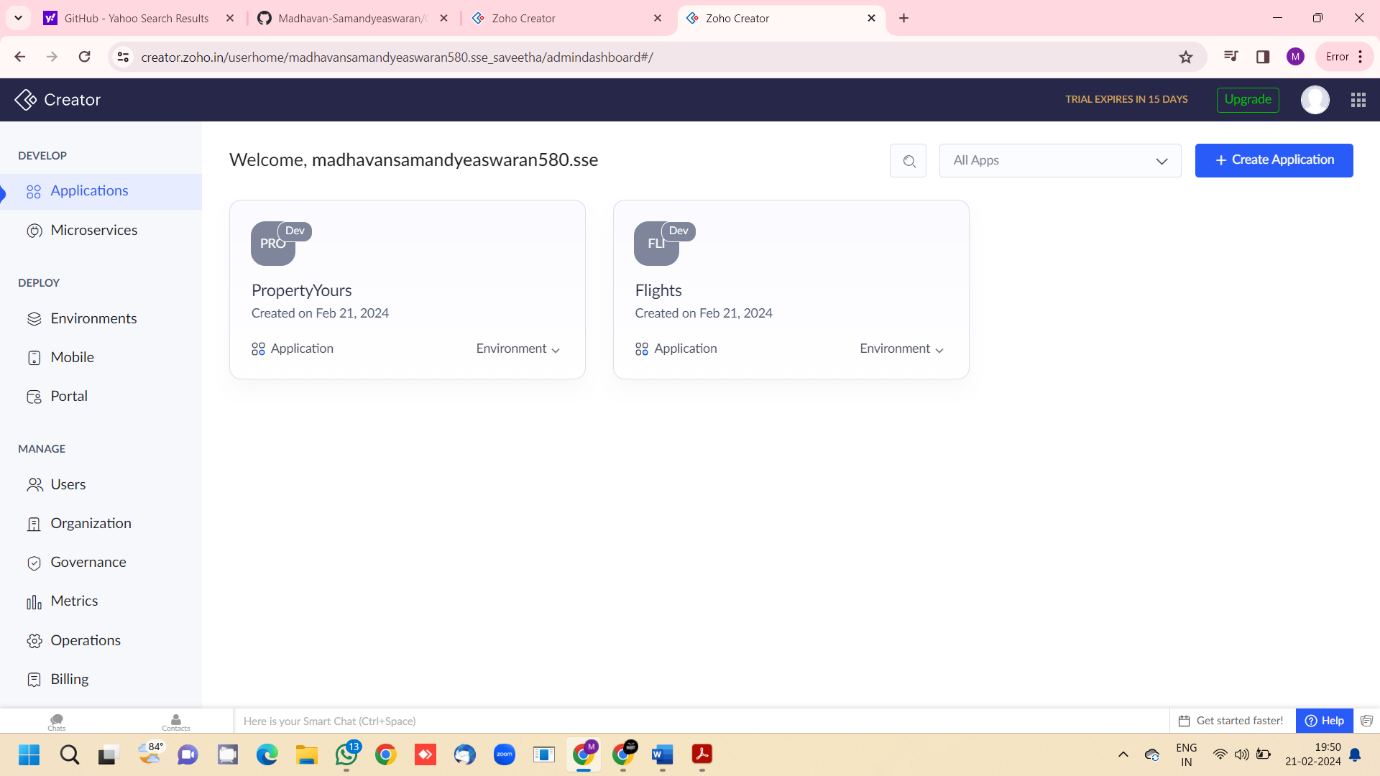 GitHub - Yahoo Search Results
Madhavan-Samandyeaswaran/
Zoho Creator
Zoho Creator
creator.zoho.in/userhome/madhavansamandyeaswaran580.sse_saveetha/admindashboard#/
M
Error
Creator
TRIAL EXPIRES IN 15 DAYS
Upgrade
DEVELOP
Applications
Microservices
DEPLOY
Environments
Mobile
Portal
MANAGE
Users
Organization
Governance
Metrics
Operations
Billing
Welcome, madhavansamandyeaswaran580.sse
All Apps
+ Create Application
PRO
Dev
PropertyYours
Created on Feb 21, 2024
Application
Environment
FLI
Dev
Flights
Created on Feb 21, 2024
Application
Environment
Chats
Contacts
Here is your Smart Chat (Ctrl+Space)
Get started faster!
Help
84°
13
zoom
M
ENG
IN
19:50
21-02-2024